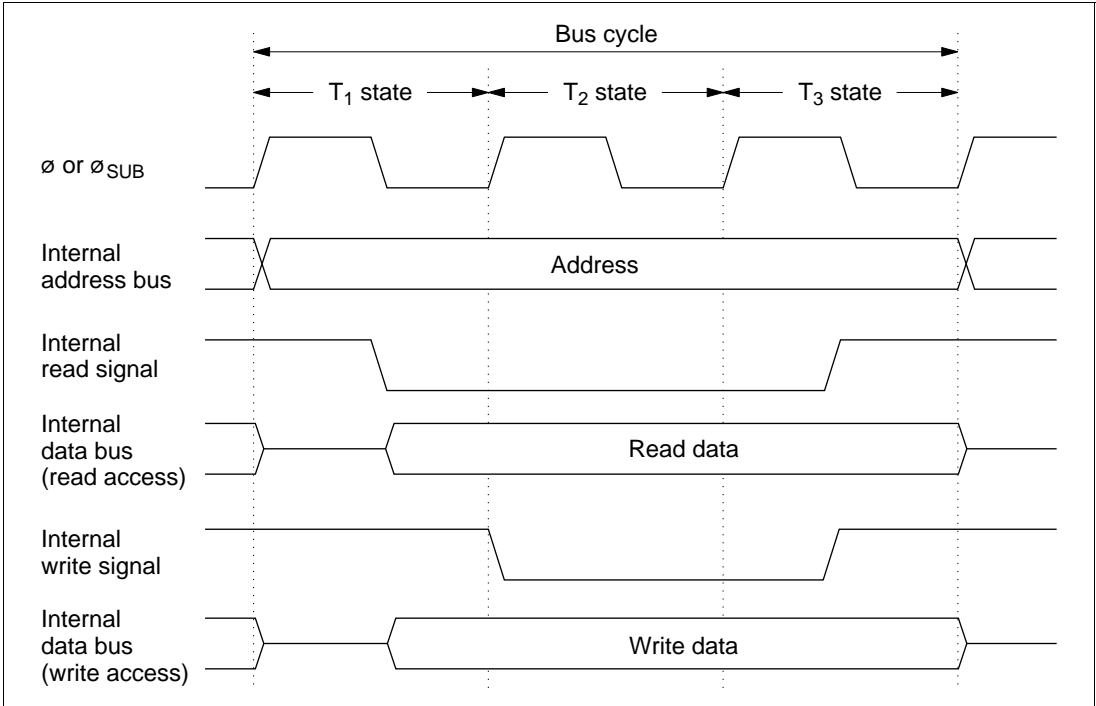 Bus cycle
T1 state
T2 state
T3 state
ø or øSUB
Internal
address bus
Address
Internal
read signal
Internal
data bus
(read access)
Read data
Internal
write signal
Internal
data bus
(write access)
Write data